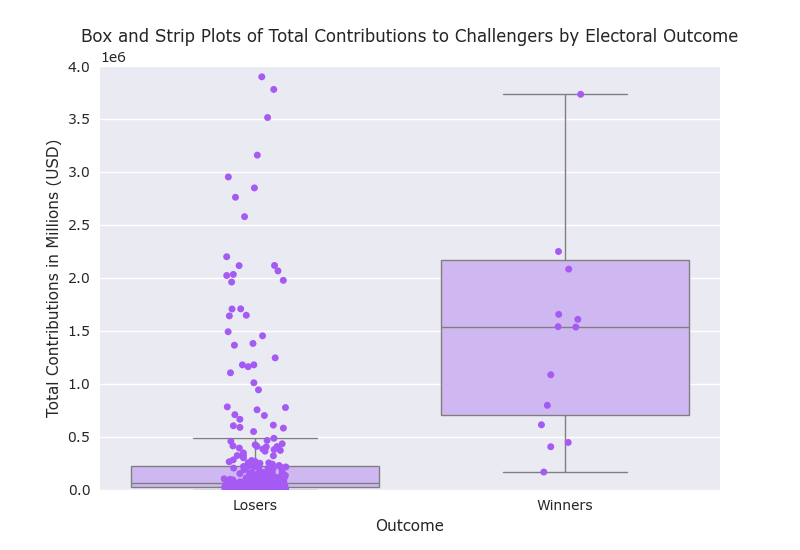 Box and Strip Plots of Total Contributions to Challengers by Electoral Outcome
1e6
4.0
3.5
3.0
2.5
2.0
1.5
1.0
0.5
0.0
Total Contributions in Millions (USD)
Losers
Winners
Outcome